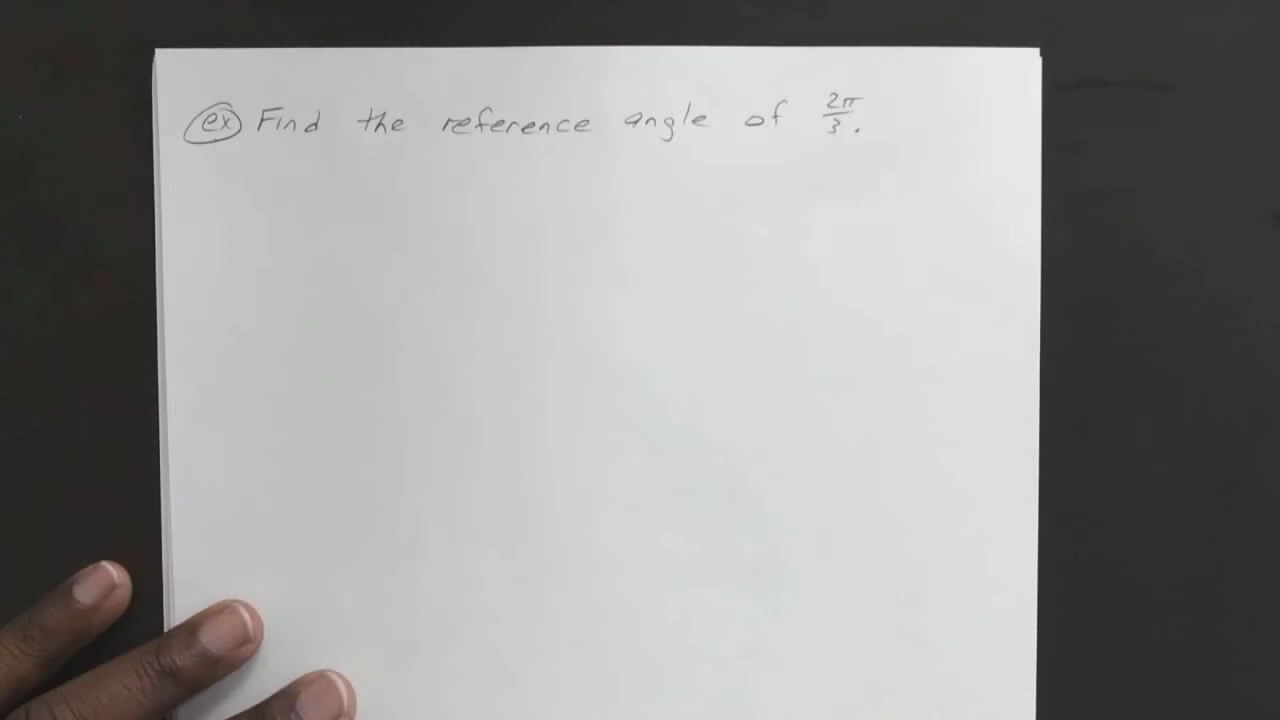 ex Find the reference angle of 2π/3.